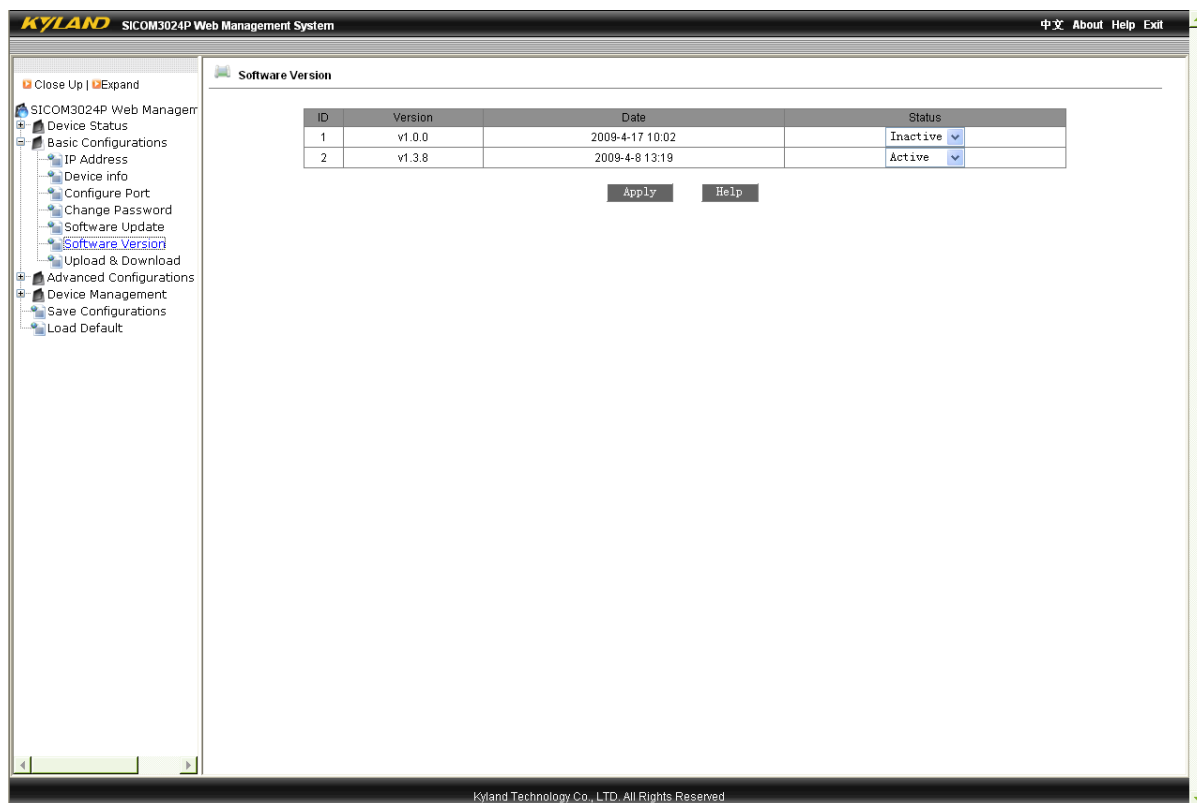 KYLAND SICOM3024P Web Management System
中文 About Help Exit
Close Up | Expand
SICOM3024P Web Managem
Device Status
Basic Configurations
IP Address
Device info
Configure Port
Change Password
Software Update
Software Version
Upload & Download
Advanced Configurations
Device Management
Save Configurations
Load Default
Software Version
ID Version Date Status
1 v1.0.0 2009-4-17 10:02 Inactive
2 v1.3.8 2009-4-8 13:19 Active
Apply Help
Kyland Technology Co., LTD. All Rights Reserved